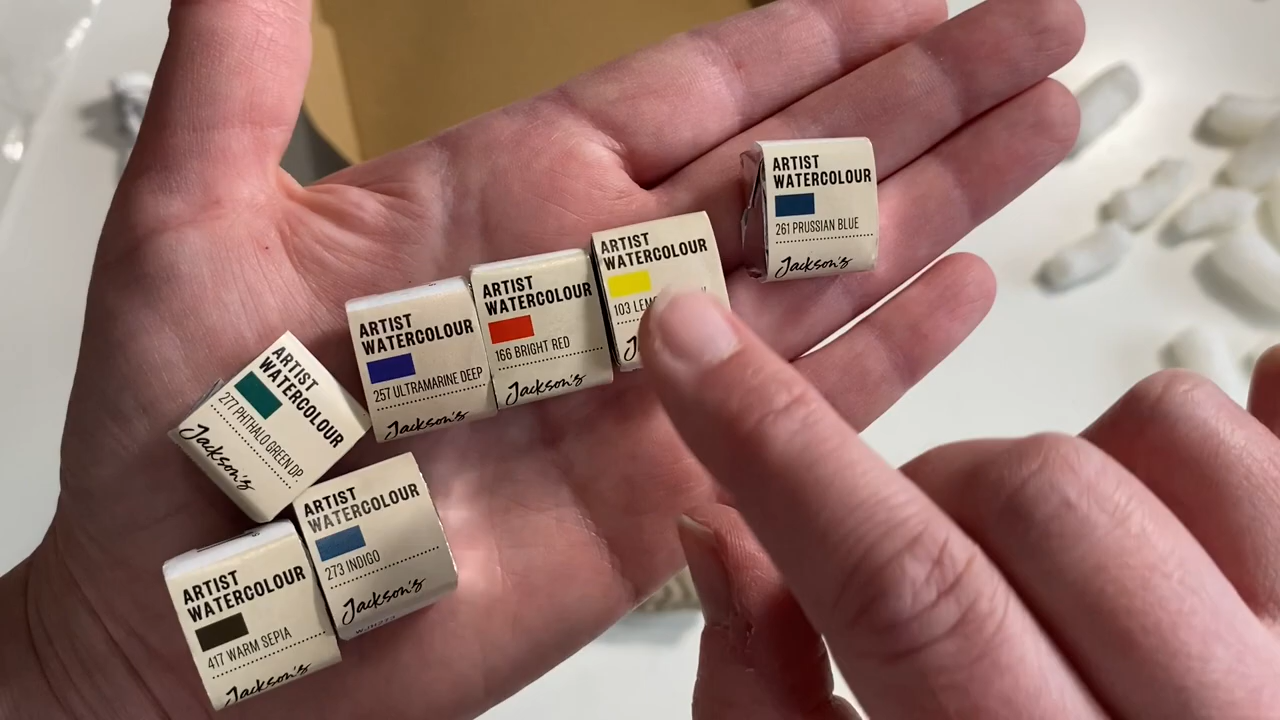 ARTIST
WATERCOLOUR
261 PRUSSIAN BLUE
Jackson's
ARTIST
WATERCOLOUR
103
Jackson's
ARTIST
WATERCOLOUR
166 BRIGHT RED
Jackson's
ARTIST
WATERCOLOUR
257 ULTRAMARINE DEEP
Jackson's
ARTIST
WATERCOLOUR
277 PHTHALO GREEN DP.
Jackson's
ARTIST
WATERCOLOUR
273 INDIGO
Jackson's
ARTIST
WATERCOLOUR
417 WARM SEPIA
Jackson's